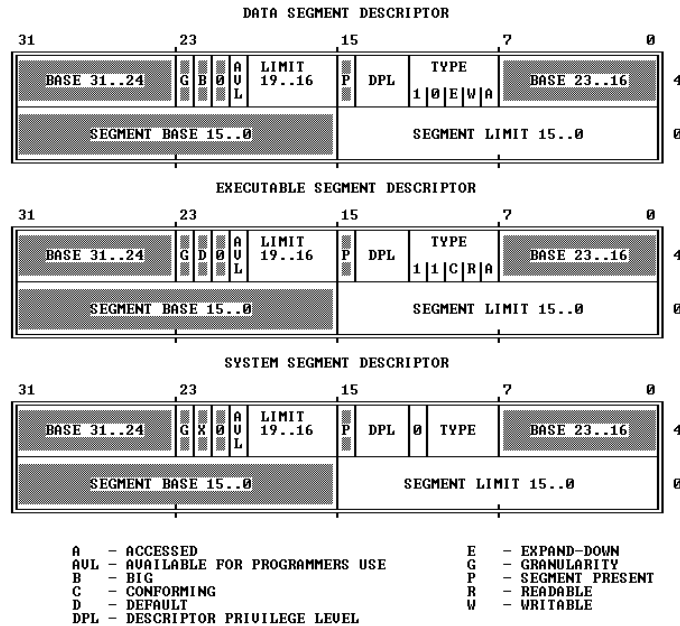 DATA SEGMENT DESCRIPTOR
31 23 15 7 0
BASE 31..24 G B 0 AVL LIMIT 19..16 P DPL TYPE 1 0 E W A BASE 23..16 4
SEGMENT BASE 15..0 SEGMENT LIMIT 15..0 0
EXECUTABLE SEGMENT DESCRIPTOR
31 23 15 7 0
BASE 31..24 G D 0 AVL LIMIT 19..16 P DPL TYPE 1 1 C R A BASE 23..16 4
SEGMENT BASE 15..0 SEGMENT LIMIT 15..0 0
SYSTEM SEGMENT DESCRIPTOR
31 23 15 7 0
BASE 31..24 G X 0 AVL LIMIT 19..16 P DPL 0 TYPE BASE 23..16 4
SEGMENT BASE 15..0 SEGMENT LIMIT 15..0 0
A - ACCESSED E - EXPAND-DOWN
AVL - AVAILABLE FOR PROGRAMMERS USE G - GRANULARITY
B - BIG P - SEGMENT PRESENT
C - CONFORMING R - READABLE
D - DEFAULT W - WRITABLE
DPL - DESCRIPTOR PRIVILEGE LEVEL